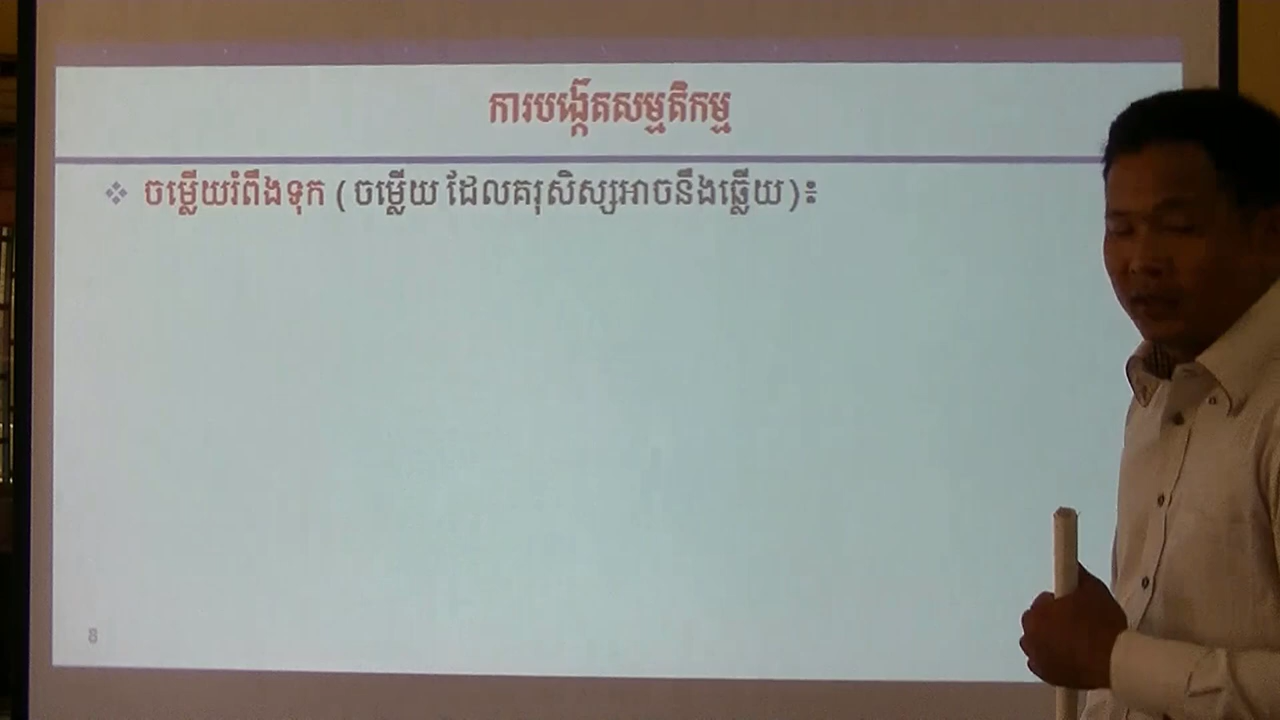 ការបង្កើតសម្មតិកម្ម
❖ ចម្លើយរំពឹងទុក (ចម្លើយ ដែលគរុសិស្សអាចនឹងឆ្លើយ)៖
8